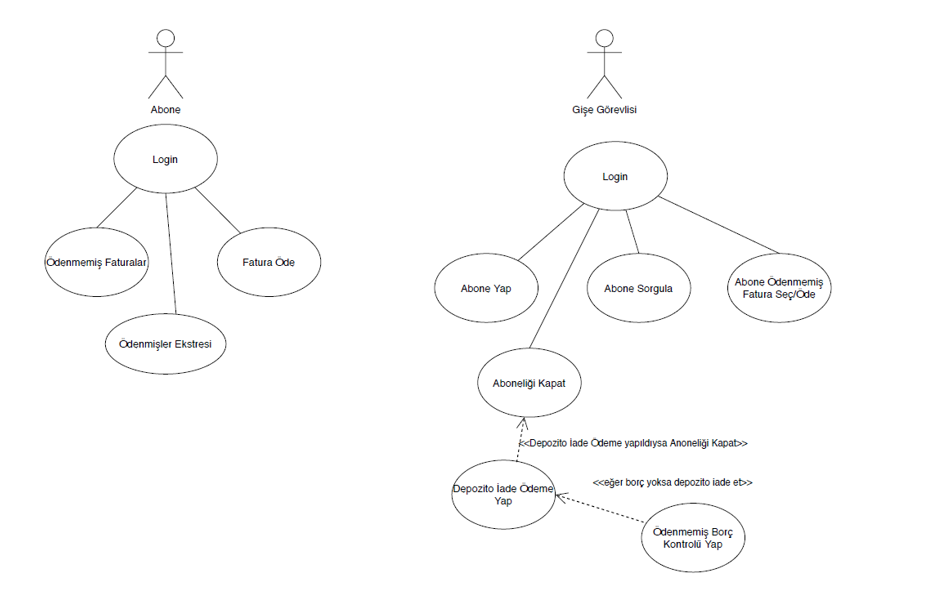 Abone
Gişe Görevlisi
Login
Login
Ödenmemiş Faturalar
Fatura Öde
Abone Yap
Abone Sorgula
Abone Ödenmemiş
Fatura Seç/Öde
Ödenmişler Ekstresi
Aboneliği Kapat
<<Depozito İade Ödeme yapıldıysa Anoneliği Kapat>>
Depozito İade Ödeme
Yap
<<eğer borç yoksa depozito iade et>>
Ödenmemiş Borç
Kontrolü Yap